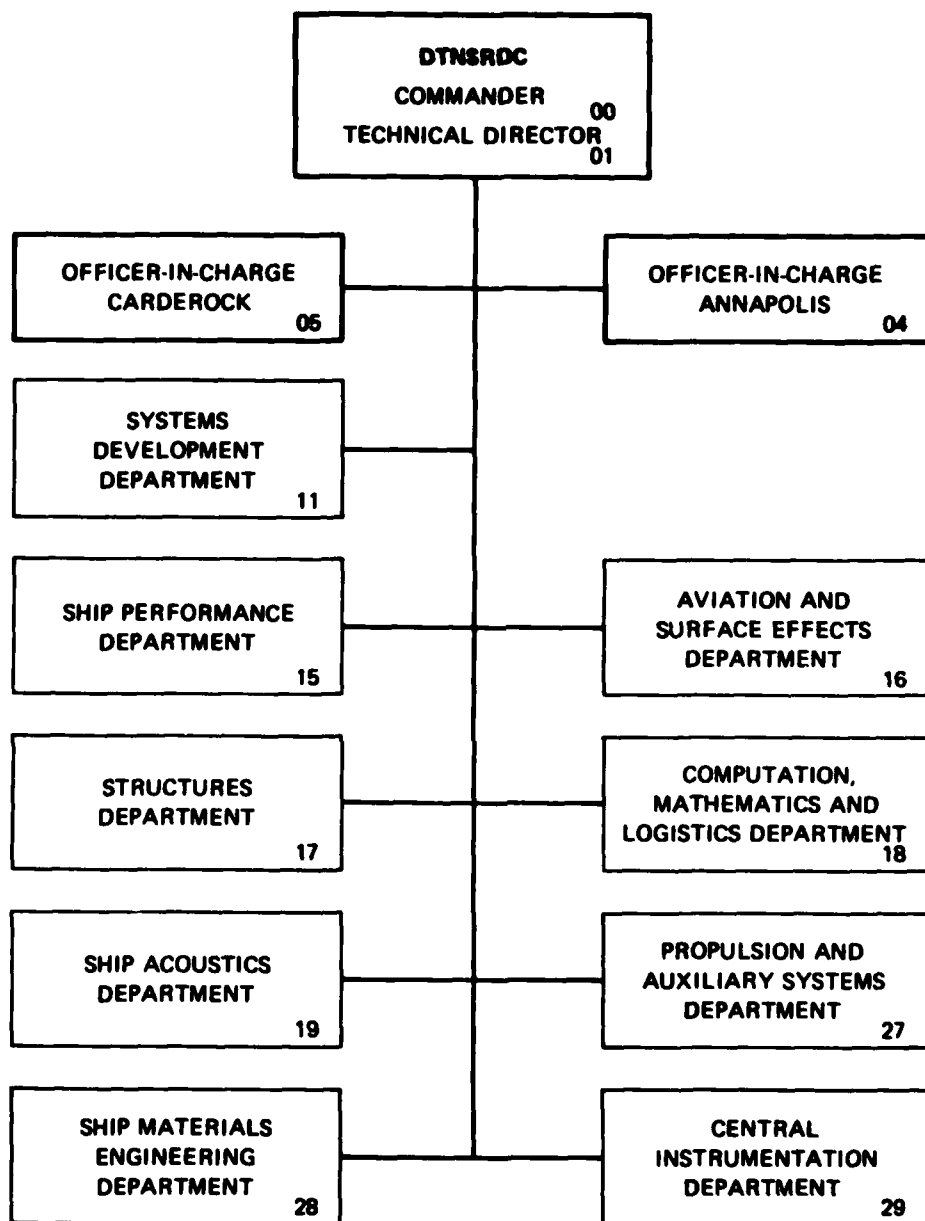 DTNSRDC
COMMANDER
00
TECHNICAL DIRECTOR
01
OFFICER-IN-CHARGE
CARDEROCK
05
OFFICER-IN-CHARGE
ANNAPOLIS
04
SYSTEMS
DEVELOPMENT
DEPARTMENT
11
SHIP PERFORMANCE
DEPARTMENT
15
AVIATION AND
SURFACE EFFECTS
DEPARTMENT
16
STRUCTURES
DEPARTMENT
17
COMPUTATION,
MATHEMATICS AND
LOGISTICS DEPARTMENT
18
SHIP ACOUSTICS
DEPARTMENT
19
PROPULSION AND
AUXILIARY SYSTEMS
DEPARTMENT
27
SHIP MATERIALS
ENGINEERING
DEPARTMENT
28
CENTRAL
INSTRUMENTATION
DEPARTMENT
29